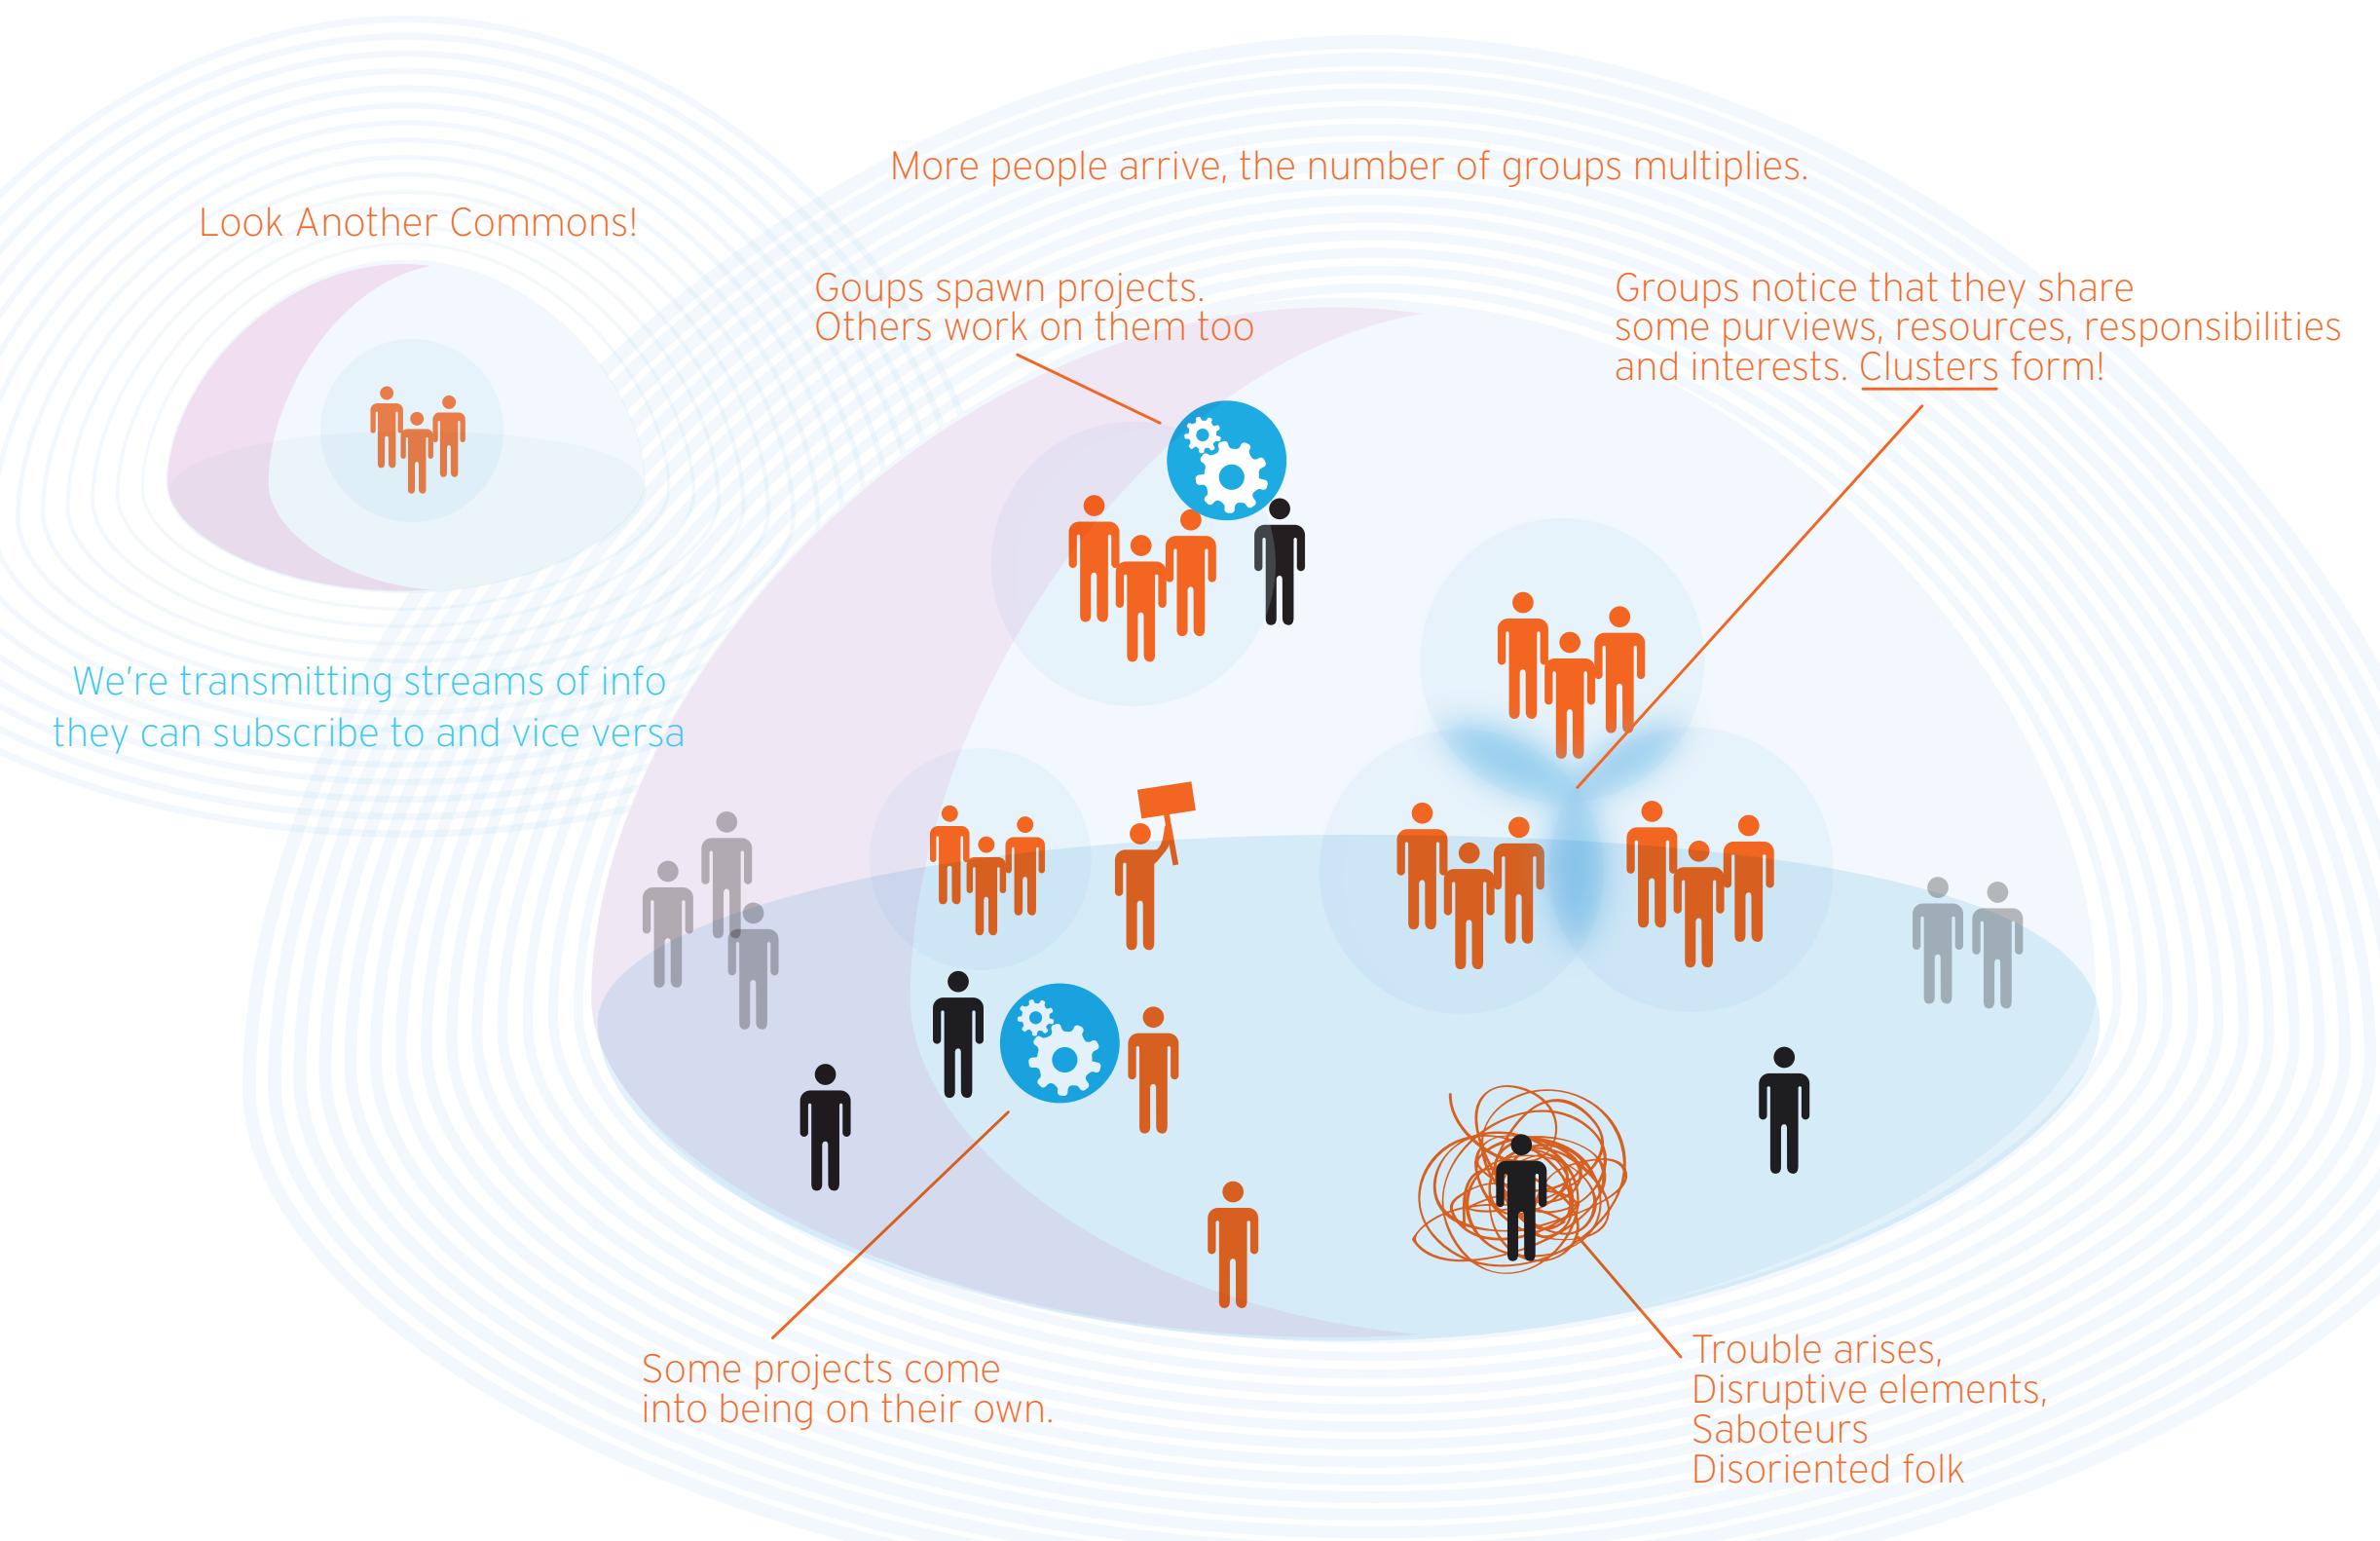 More people arrive, the number of groups multiplies.
Look Another Commons!
Goups spawn projects.
Others work on them too
Groups notice that they share
some purviews, resources, responsibilities
and interests. Clusters form!
We're transmitting streams of info
they can subscribe to and vice versa
Some projects come
into being on their own.
Trouble arises,
Disruptive elements,
Saboteurs
Disoriented folk